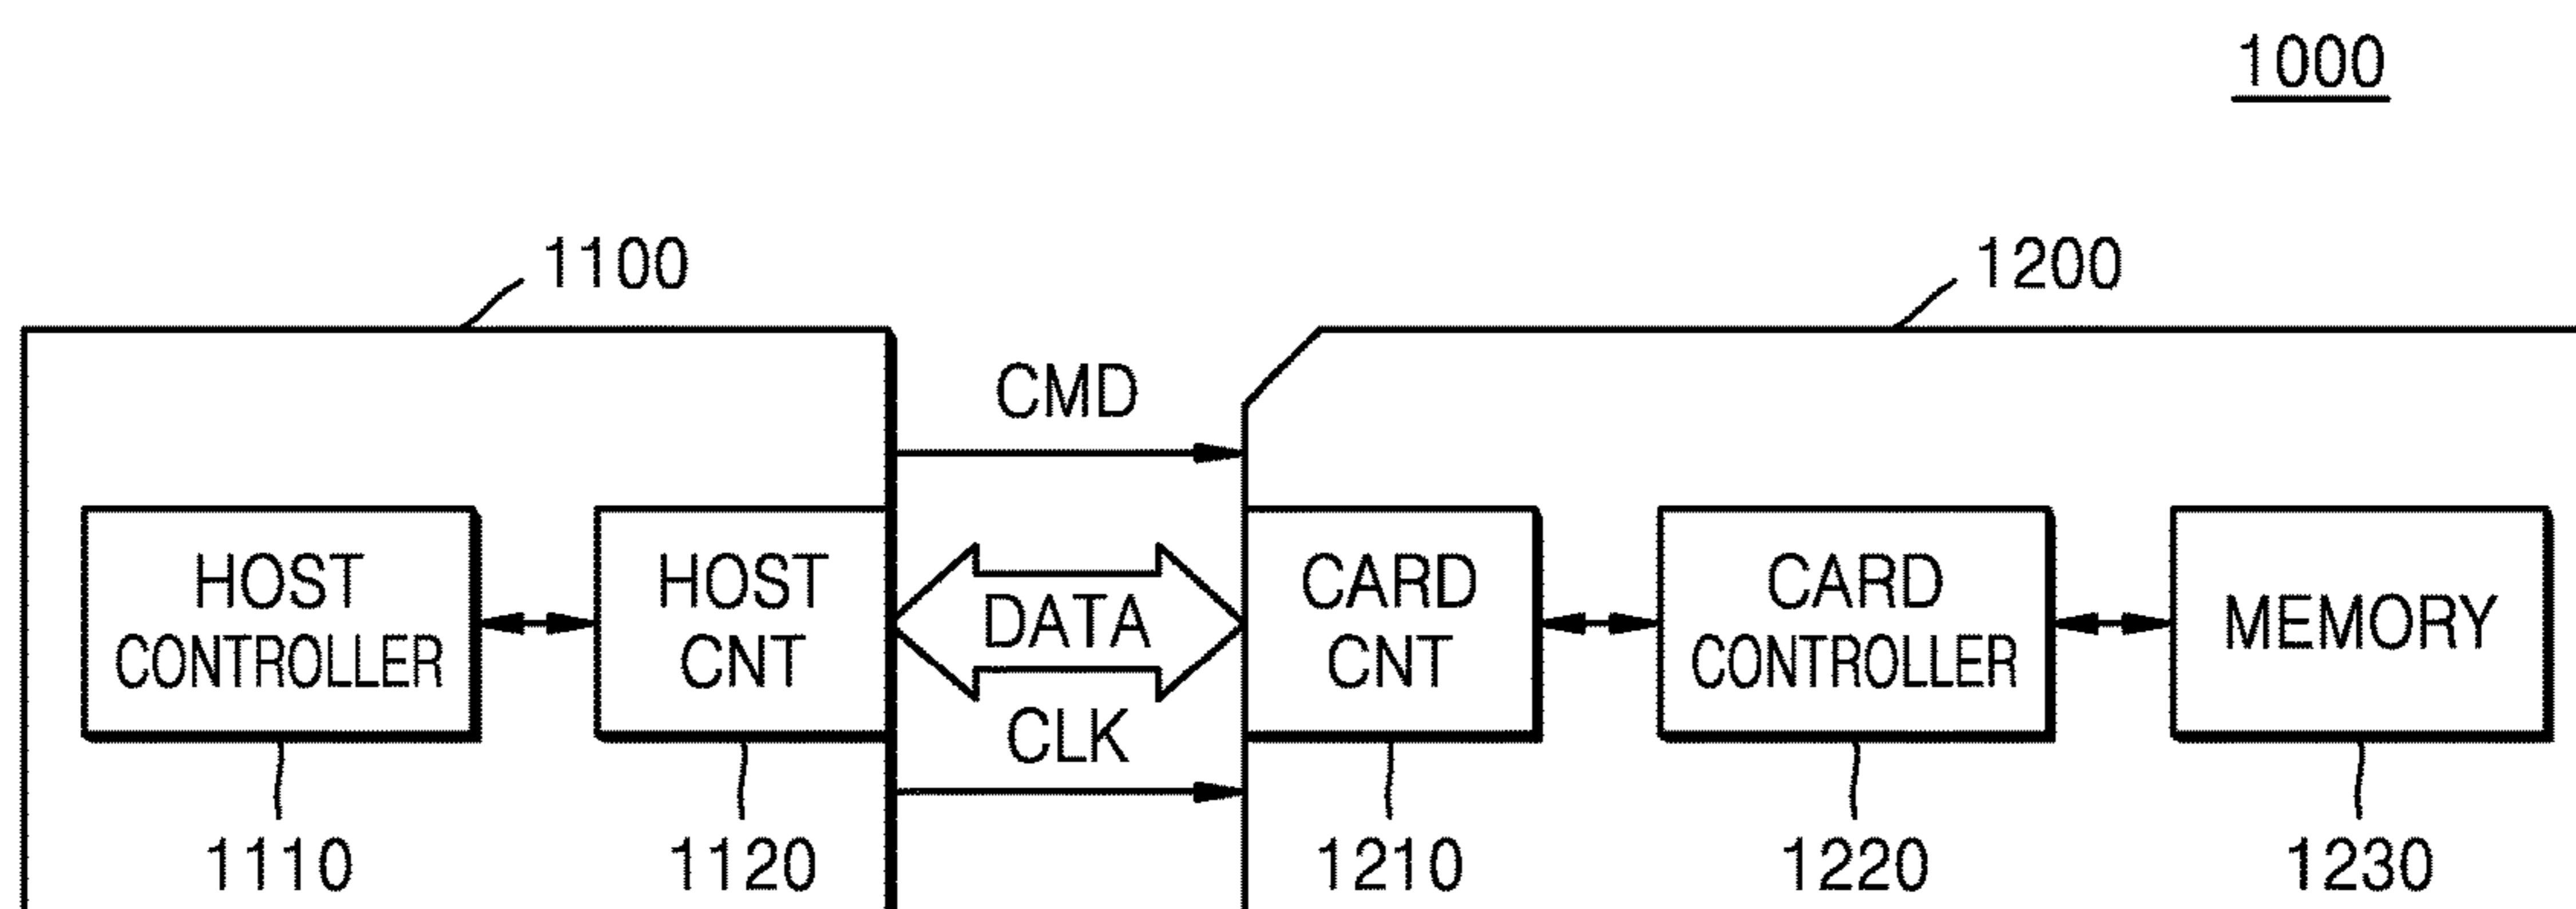 1000
1100
1200
CMD
HOST
CONTROLLER
HOST
CNT
DATA
CARD
CNT
CARD
CONTROLLER
MEMORY
CLK
1110
1120
1210
1220
1230